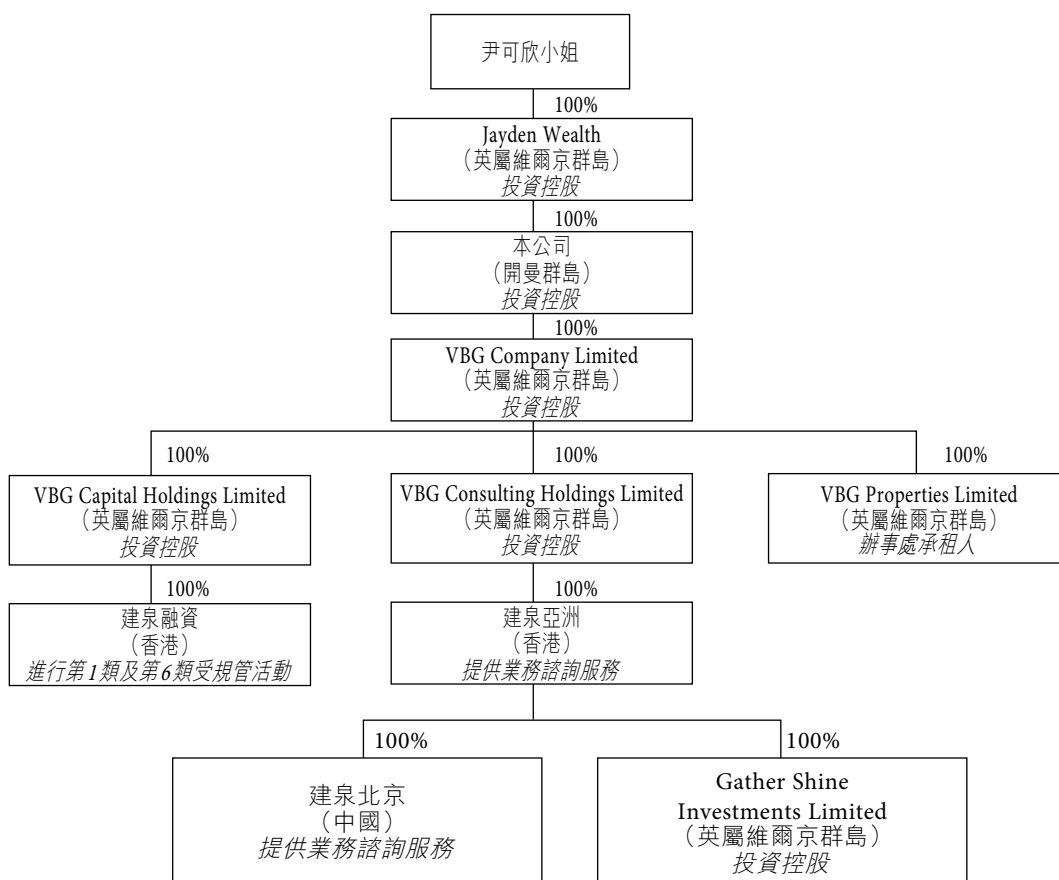 尹可欣小姐
100%
Jayden Wealth
（英屬維爾京群島）
投資控股
100%
本公司
（開曼群島）
投資控股
100%
VBG Company Limited
（英屬維爾京群島）
投資控股
100%
100%
100%
VBG Capital Holdings Limited
（英屬維爾京群島）
投資控股
VBG Consulting Holdings Limited
（英屬維爾京群島）
投資控股
VBG Properties Limited
（英屬維爾京群島）
辦事處承租人
100%
100%
建泉融資
（香港）
進行第1類及第6類受規管活動
建泉亞洲
（香港）
提供業務諮詢服務
100%
100%
建泉北京
（中國）
提供業務諮詢服務
Gather Shine
Investments Limited
（英屬維爾京群島）
投資控股